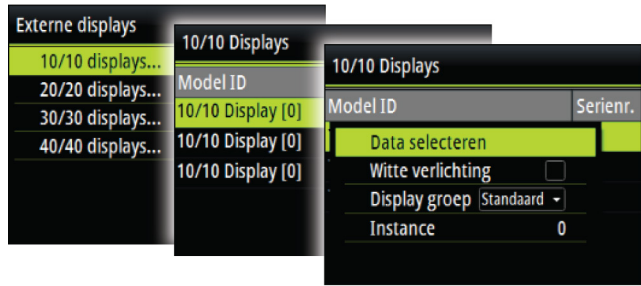 Externe displays
10/10 displays...
20/20 displays...
30/30 displays...
40/40 displays...
10/10 Displays
Model ID
10/10 Display [0]
10/10 Display [0]
10/10 Display [0]
10/10 Displays
Model ID Serienr.
Data selecteren
Witte verlichting
Display groep Standaard
Instance 0